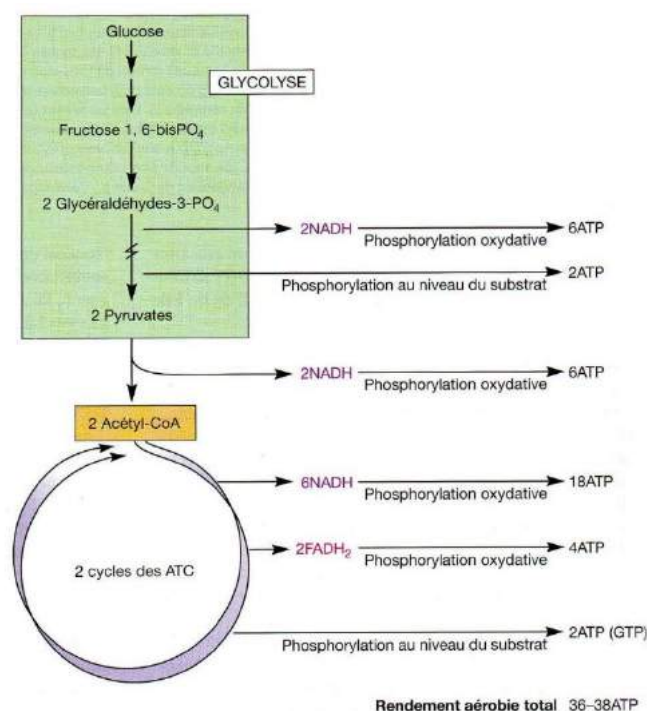 Glucose
GLYCOLYSE
Fructose 1, 6-bisPO₄
2 Glycéraldéhydes-3-PO₄
2NADH
Phosphorylation oxydative
6ATP
Phosphorylation au niveau du substrat
2ATP
2 Pyruvates
2NADH
Phosphorylation oxydative
6ATP
2 Acétyl-CoA
6NADH
Phosphorylation oxydative
18ATP
2FADH₂
Phosphorylation oxydative
4ATP
2 cycles des ATC
Phosphorylation au niveau du substrat
2ATP (GTP)
Rendement aérobie total 36–38ATP